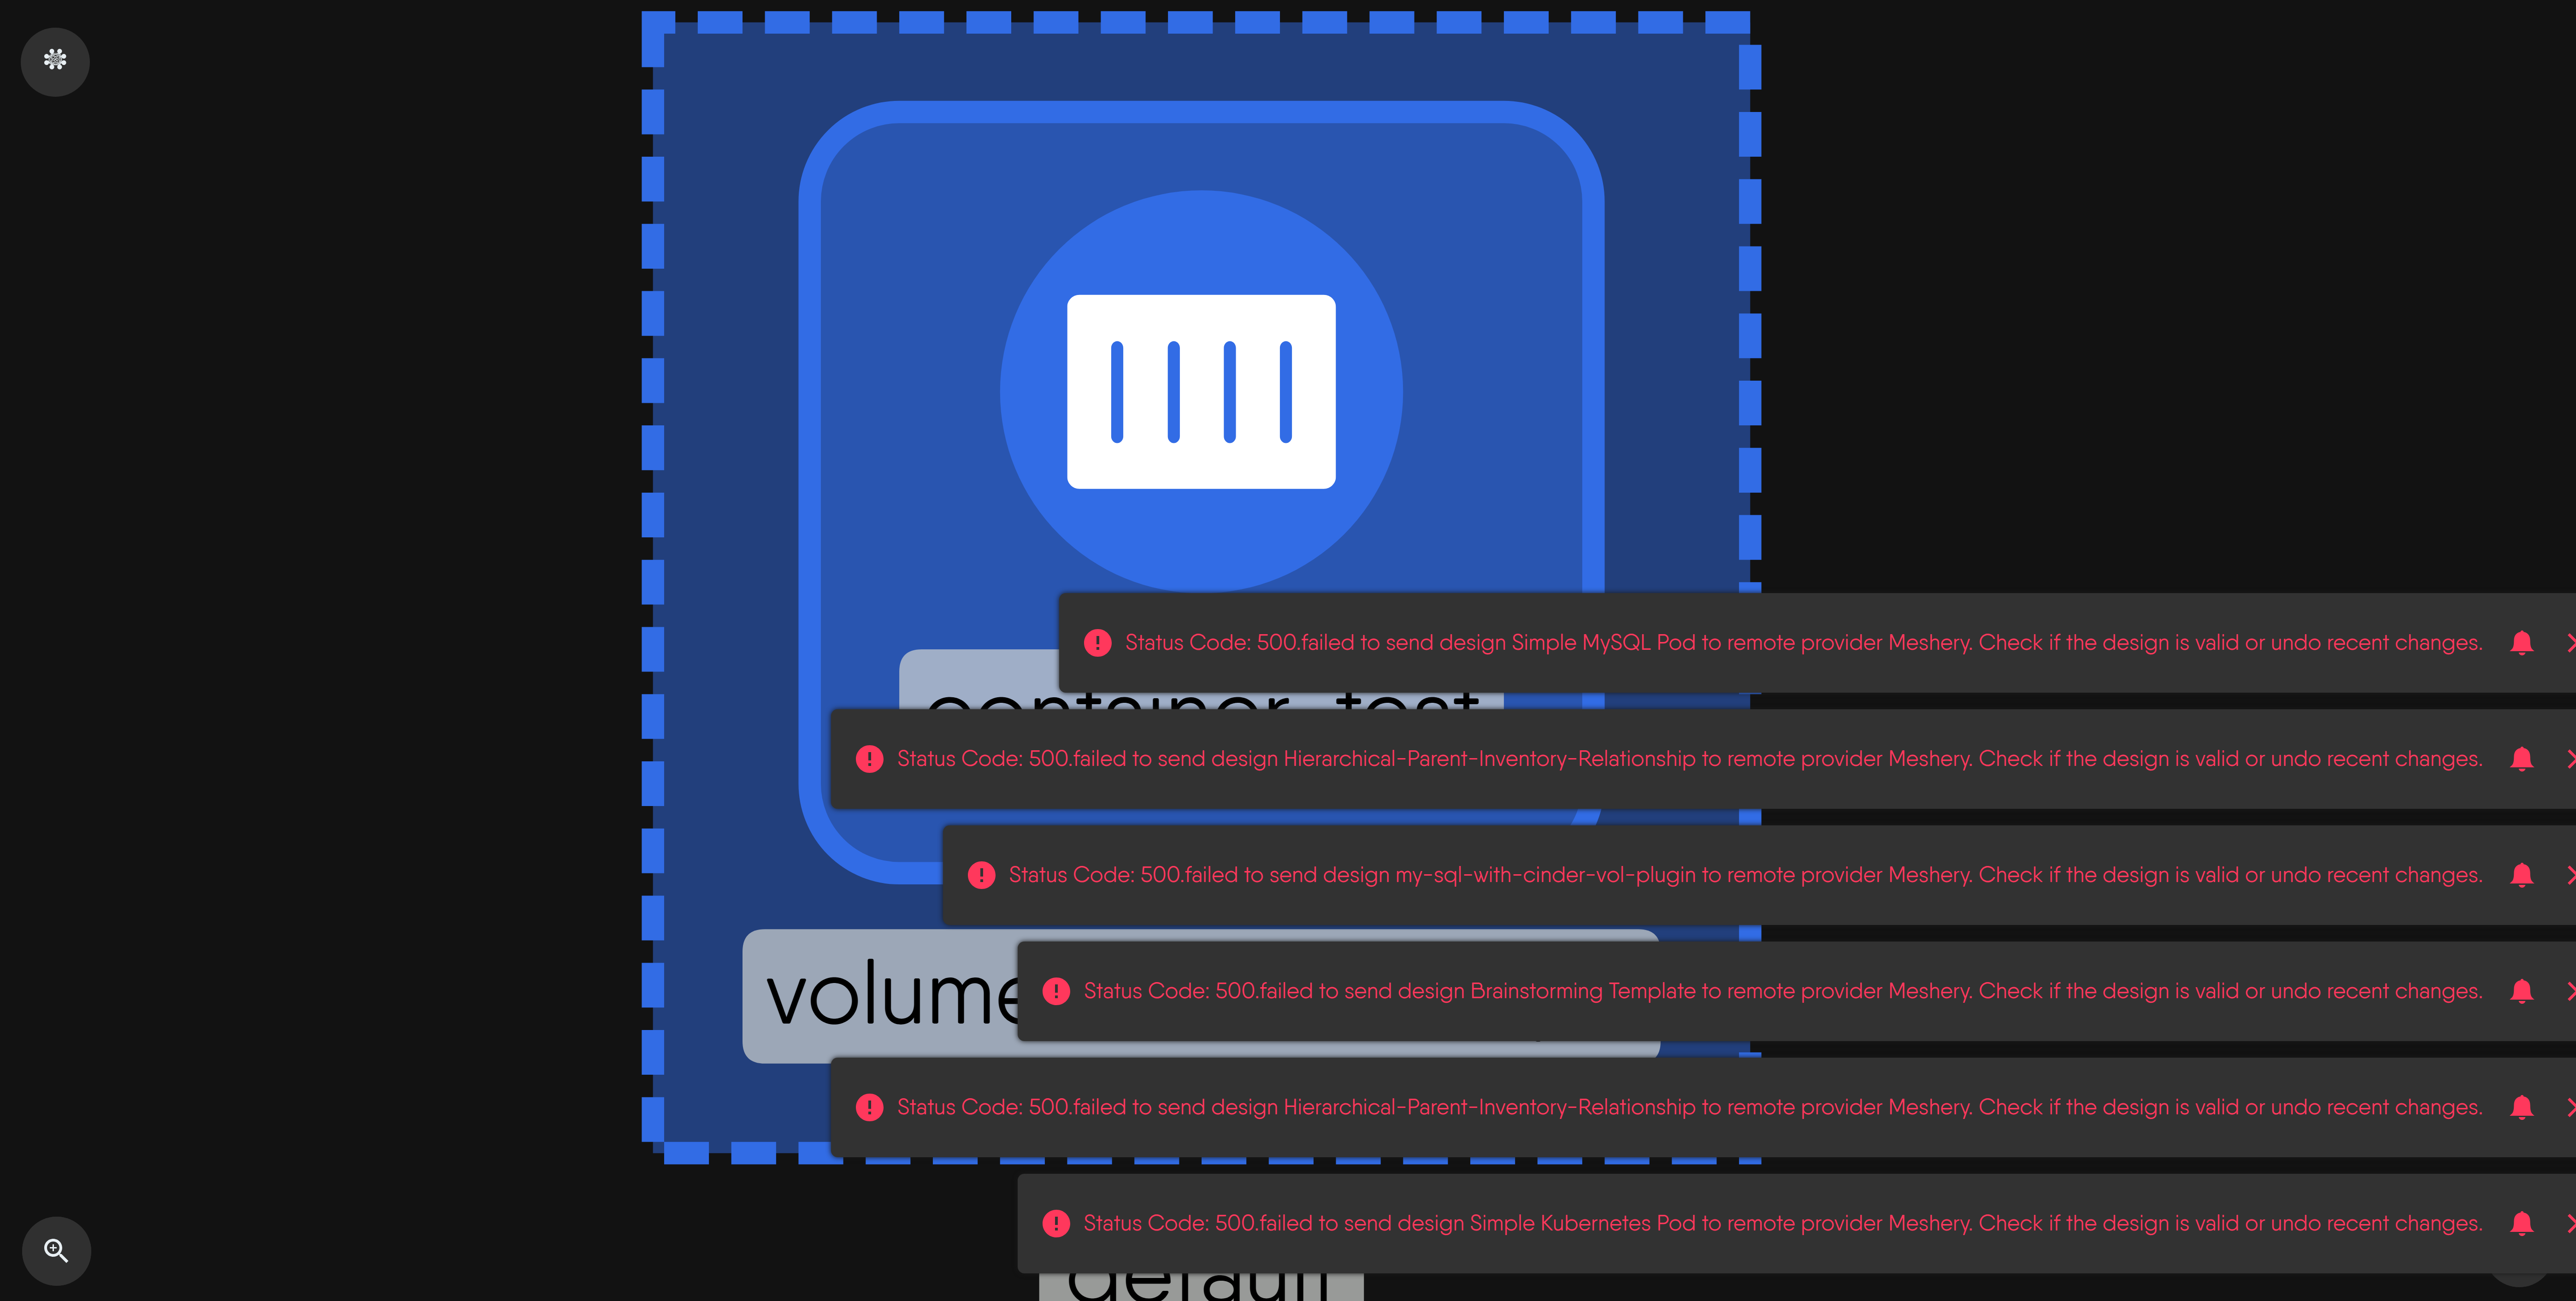 Status Code: 500.failed to send design Simple MySQL Pod to remote provider Meshery. Check if the design is valid or undo recent changes.
container-test
Status Code: 500.failed to send design Hierarchical-Parent-Inventory-Relationship to remote provider Meshery. Check if the design is valid or undo recent changes.
Status Code: 500.failed to send design my-sql-with-cinder-vol-plugin to remote provider Meshery. Check if the design is valid or undo recent changes.
Status Code: 500.failed to send design Brainstorming Template to remote provider Meshery. Check if the design is valid or undo recent changes.
Status Code: 500.failed to send design Hierarchical-Parent-Inventory-Relationship to remote provider Meshery. Check if the design is valid or undo recent changes.
Status Code: 500.failed to send design Simple Kubernetes Pod to remote provider Meshery. Check if the design is valid or undo recent changes.
default